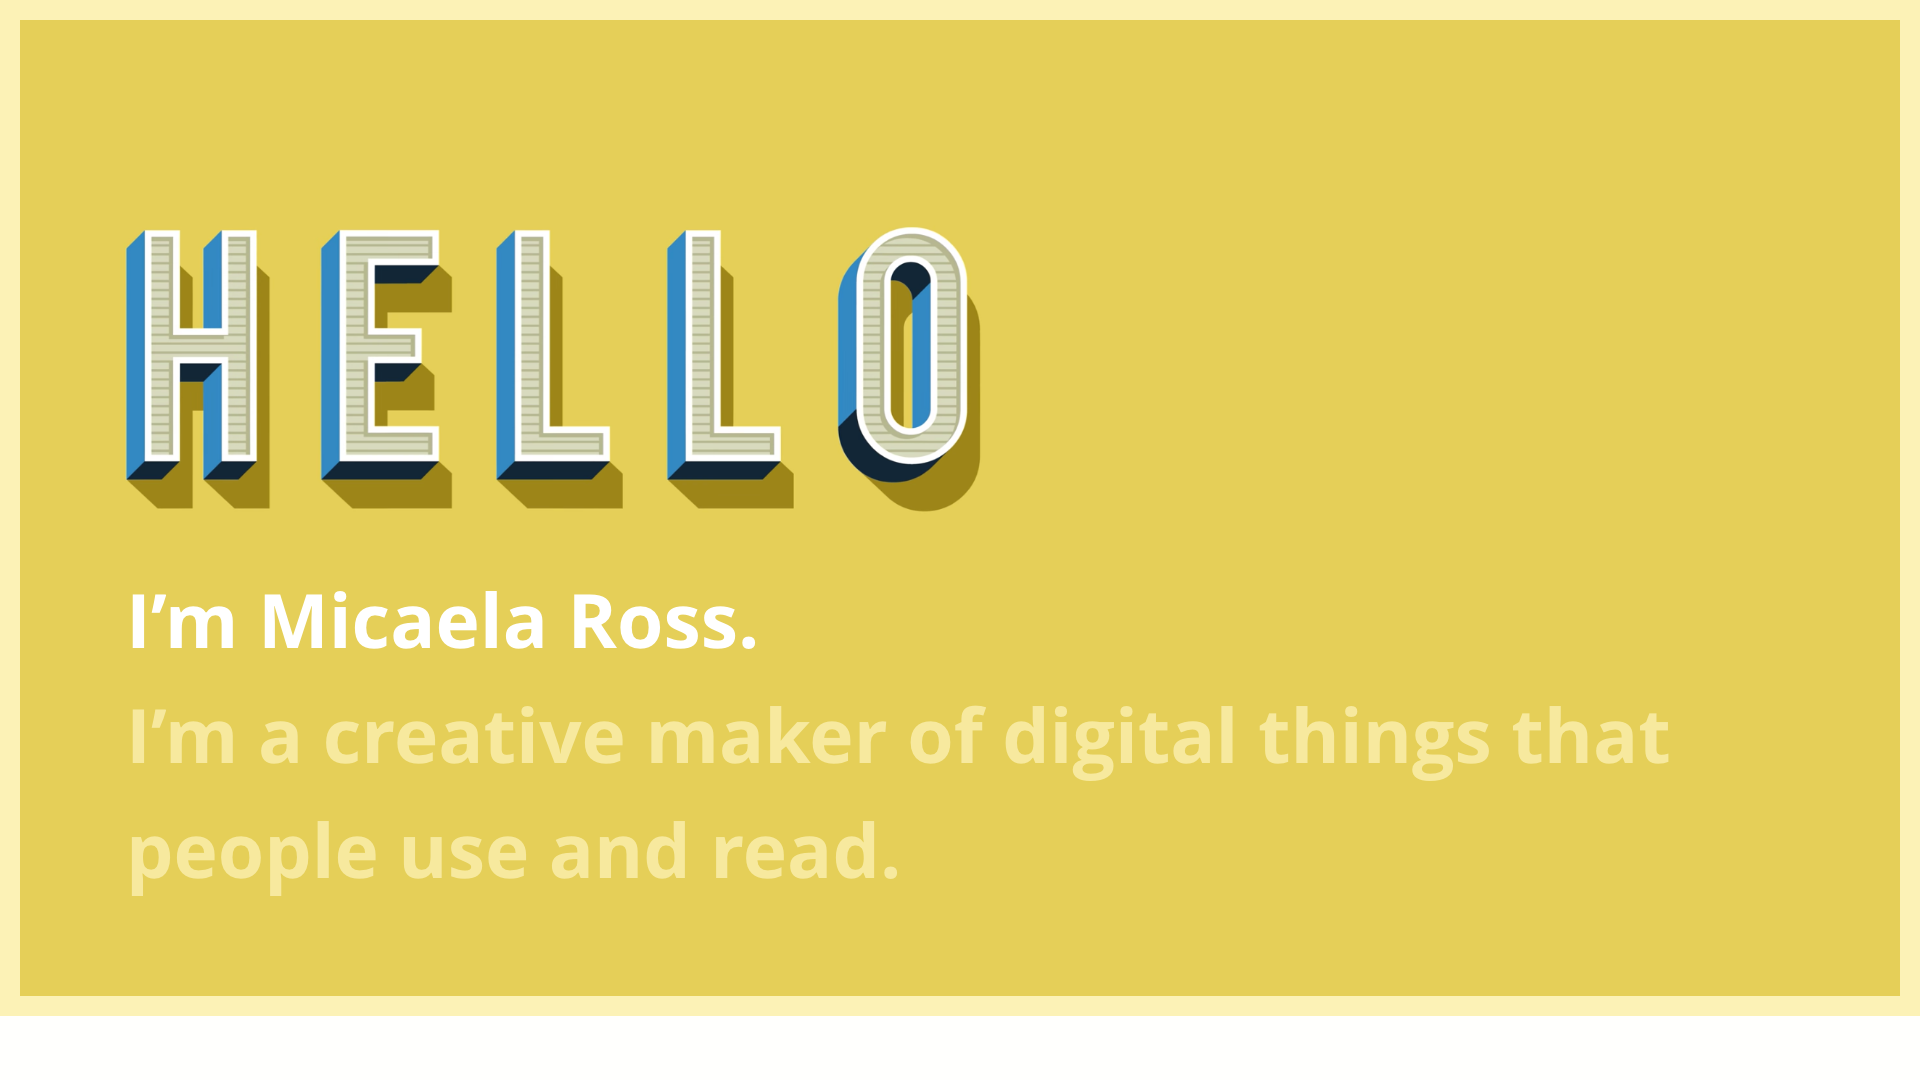 HELLO
I’m Micaela Ross.
I’m a creative maker of digital things that
people use and read.